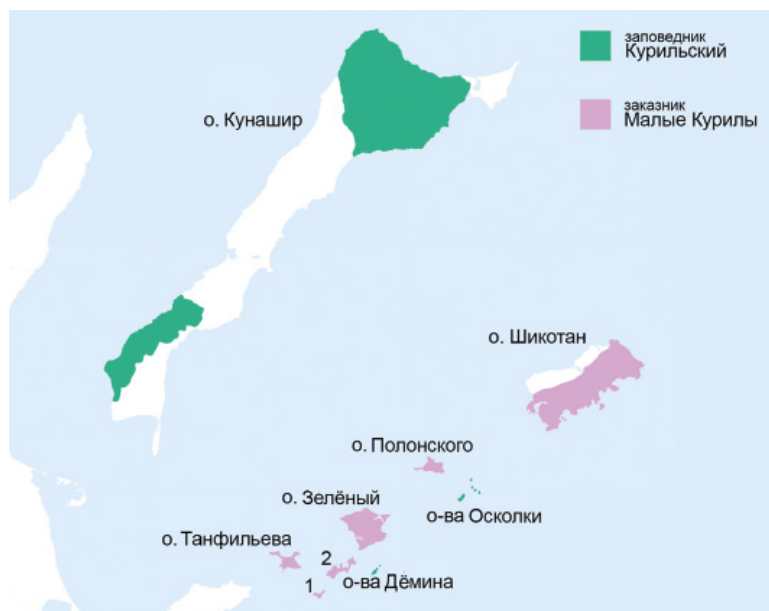 заповедник
Курильский
заказник
Малые Курилы
о. Кунашир
о. Шикотан
о. Полонского
о. Зелёный
о-ва Осколки
о. Танфильева
2
1
о-ва Дёмина